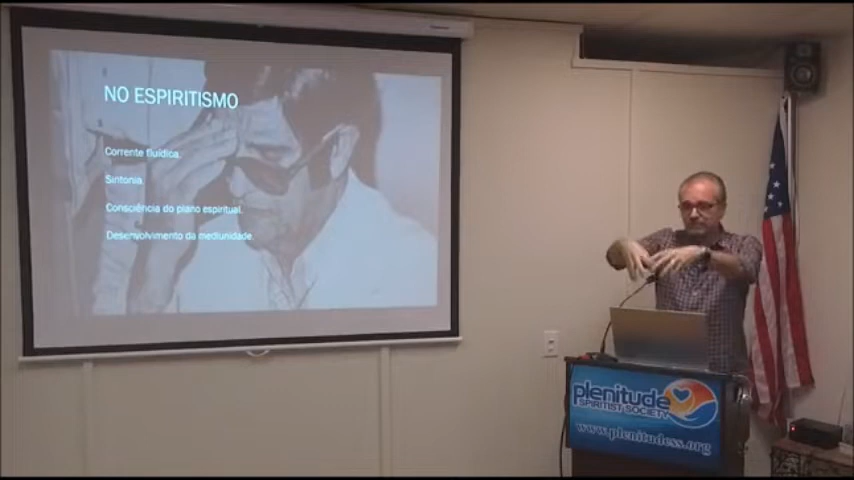 NO ESPIRITISMO
Corrente fluídica.
Sintonia.
Consciência do plano espiritual.
Desenvolvimento da mediunidade
plenitude
SPIRITIST SOCIETY
www.plenitudess.org